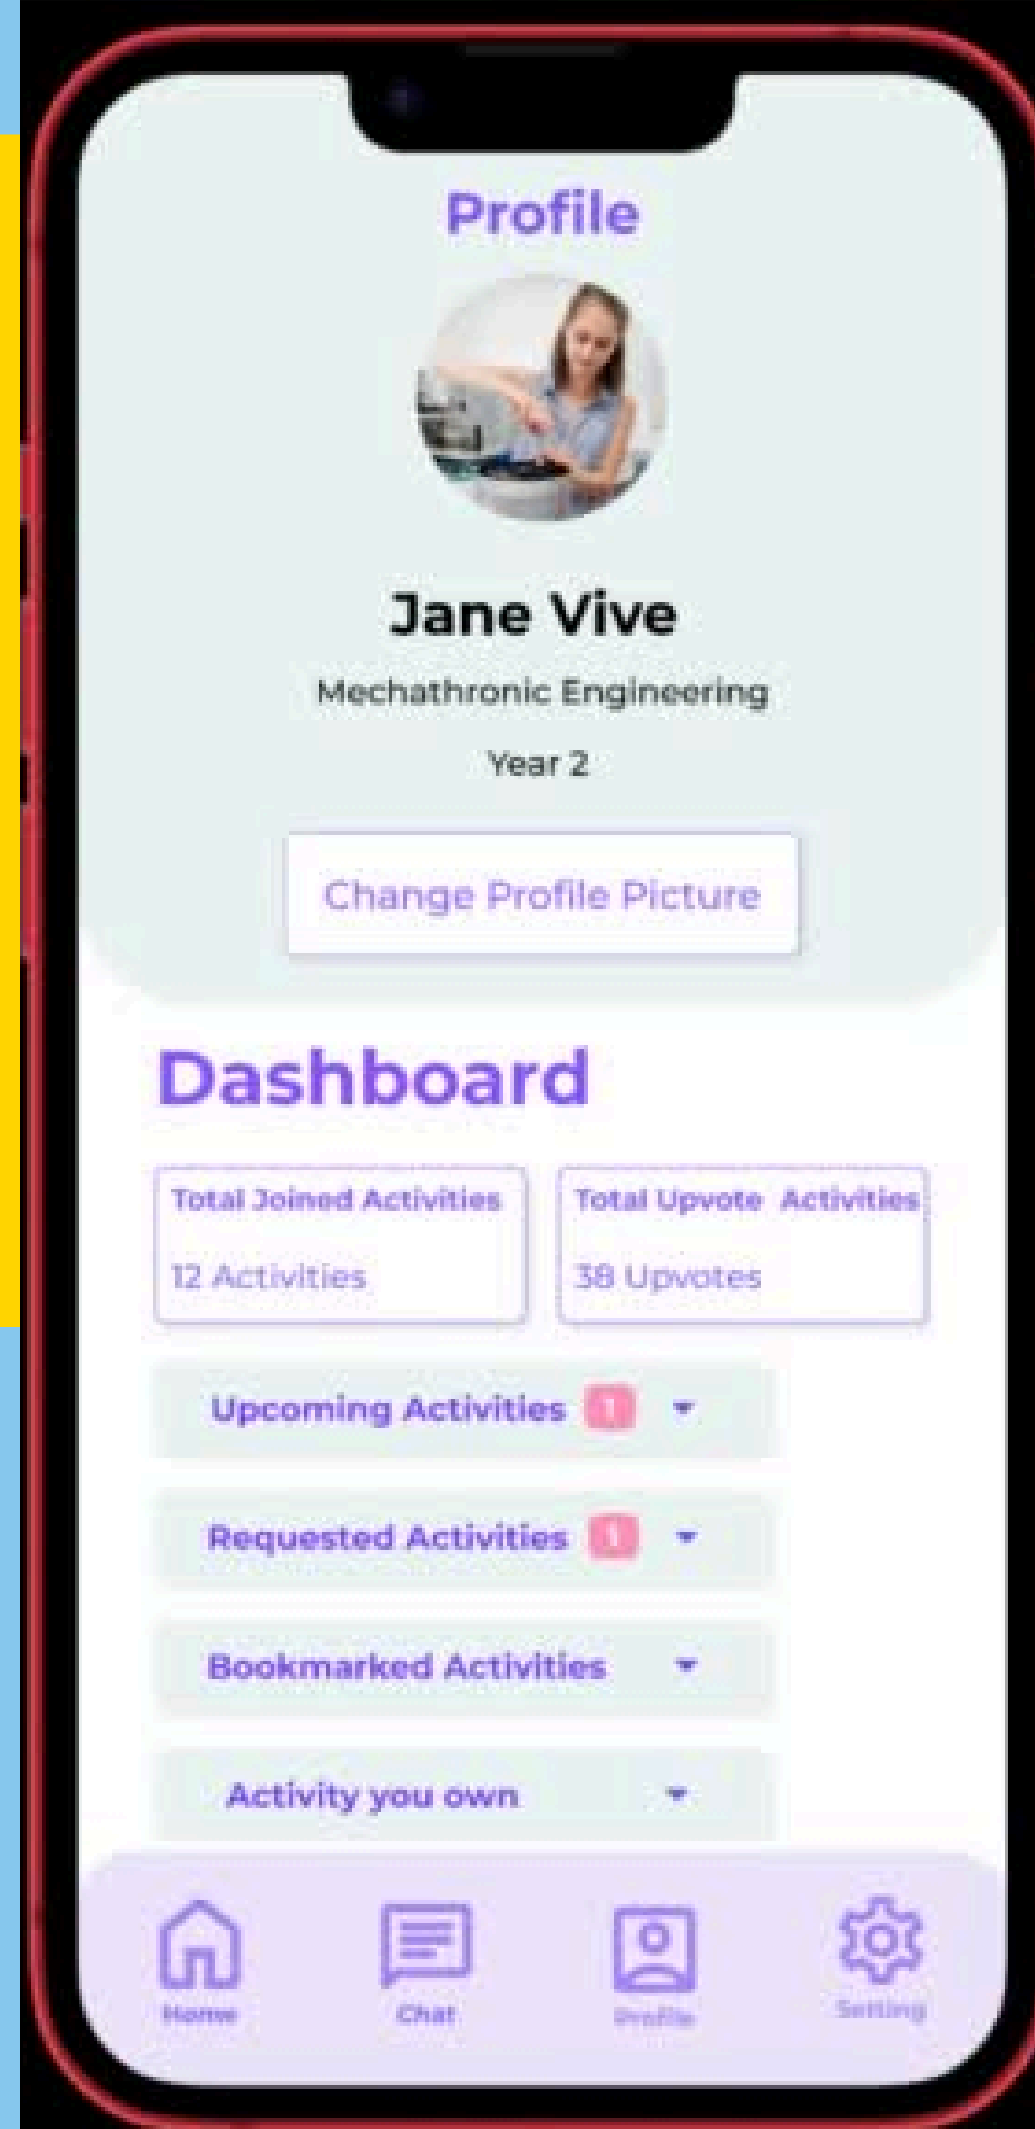 Profile
Jane Vive
Mechathronic Engineering
Year 2
Change Profile Picture
Dashboard
Total Joined Activities
12 Activities
Total Upvote Activities
38 Upvotes
Upcoming Activities 1
Requested Activities 1
Bookmarked Activities
Activity you own
Home
Chat
Profile
Setting